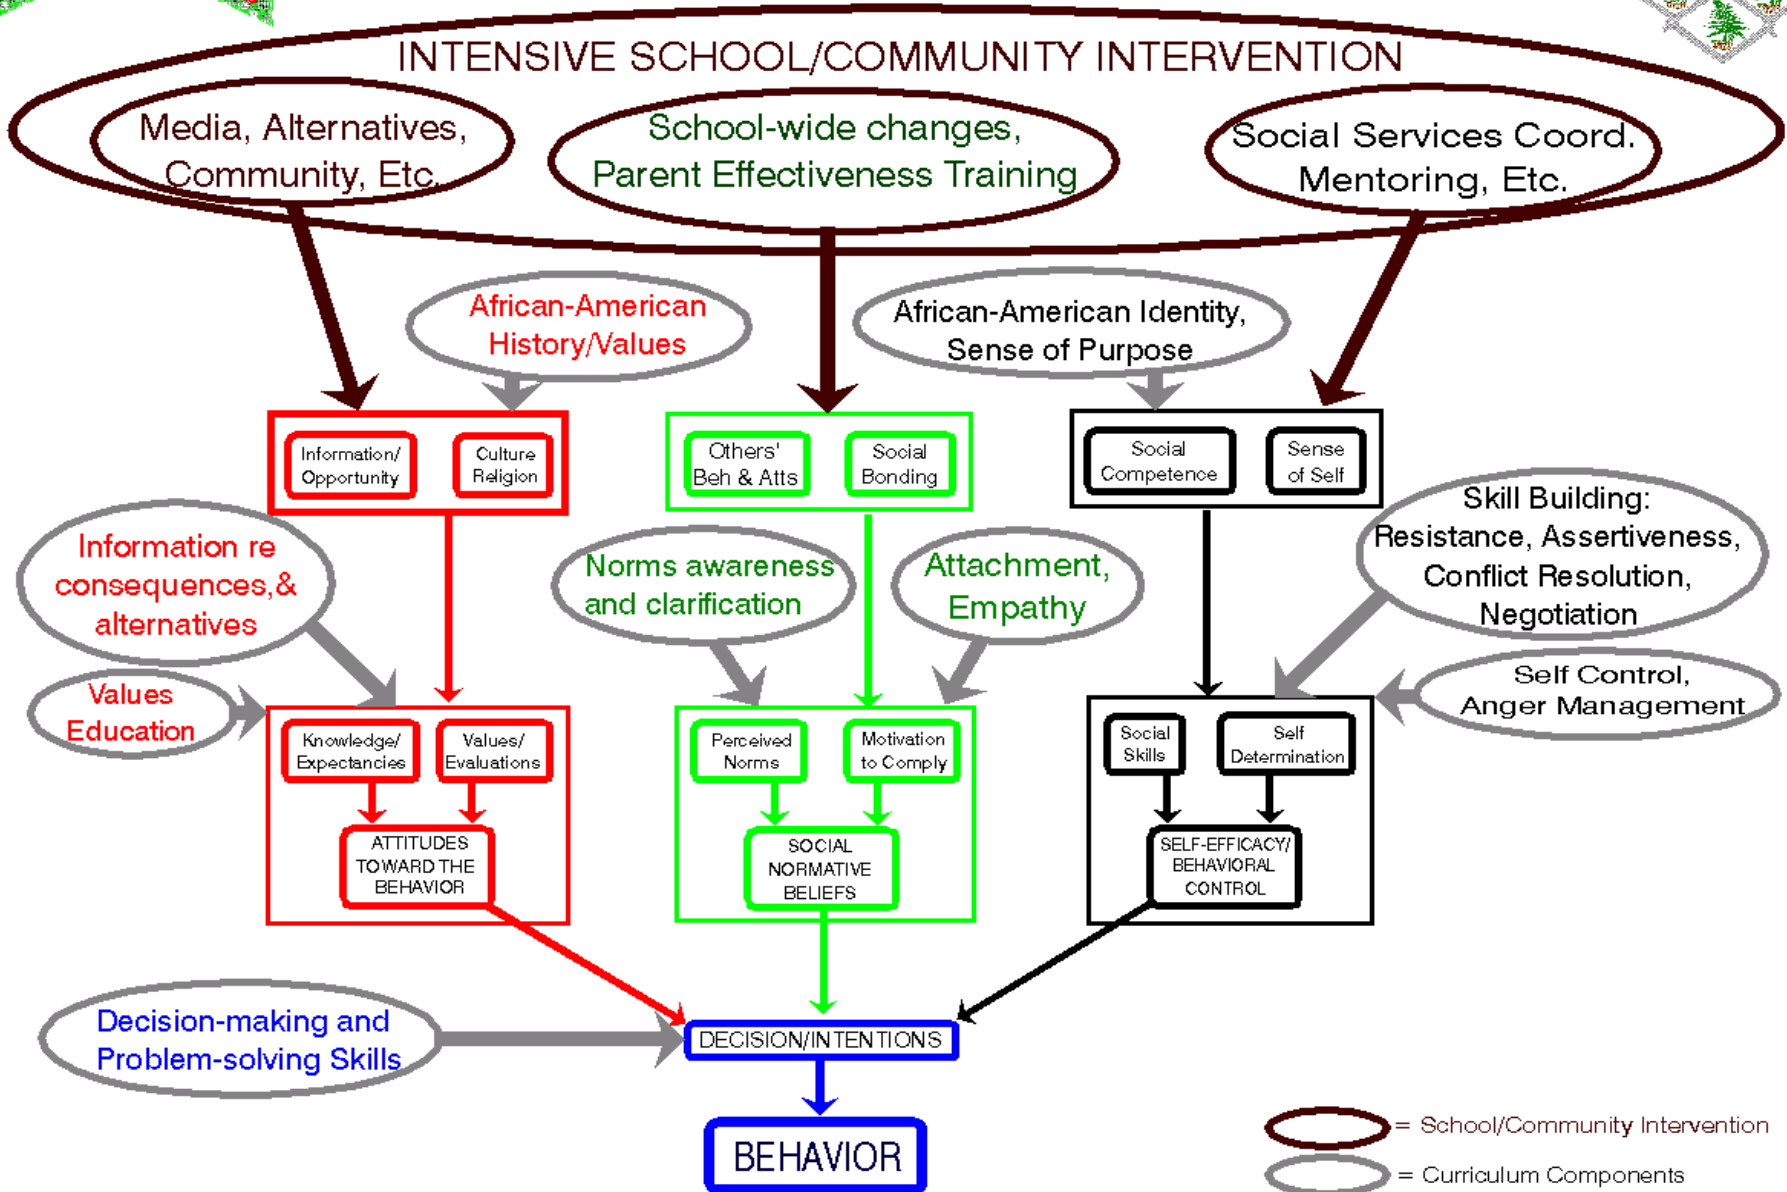 INTENSIVE SCHOOL/COMMUNITY INTERVENTION
Media, Alternatives,
Community, Etc.
School-wide changes,
Parent Effectiveness Training
Social Services Coord.
Mentoring, Etc.
African-American
History/Values
African-American Identity,
Sense of Purpose
Information/
Opportunity
Culture
Religion
Others'
Beh & Atts
Social
Bonding
Social
Competence
Sense
of Self
Information re
consequences,&
alternatives
Norms awareness
and clarification
Attachment,
Empathy
Skill Building:
Resistance, Assertiveness,
Conflict Resolution,
Negotiation
Values
Education
Self Control,
Anger Management
Knowledge/
Expectancies
Values/
Evaluations
Perceived
Norms
Motivation
to Comply
Social
Skills
Self
Determination
ATTITUDES
TOWARD THE
BEHAVIOR
SOCIAL
NORMATIVE
BELIEFS
SELF-EFFICACY/
BEHAVIORAL
CONTROL
Decision-making and
Problem-solving Skills
DECISION/INTENTIONS
BEHAVIOR
= School/Community Intervention
= Curriculum Components